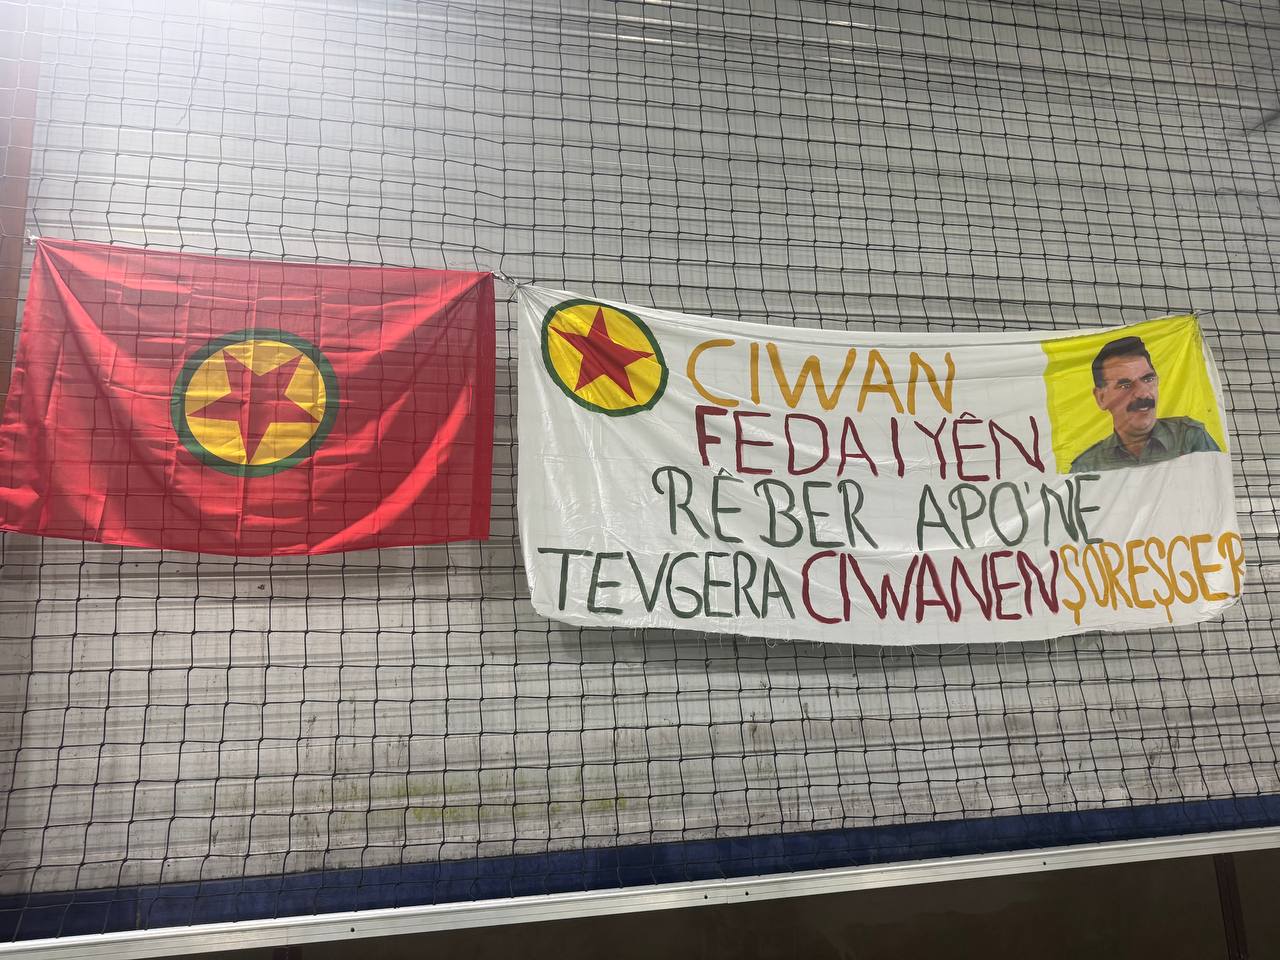 CIWAN
FEDAIYÊN
RÊBER APO'NE
TEVGERA CIWANEN ŞOREŞGER